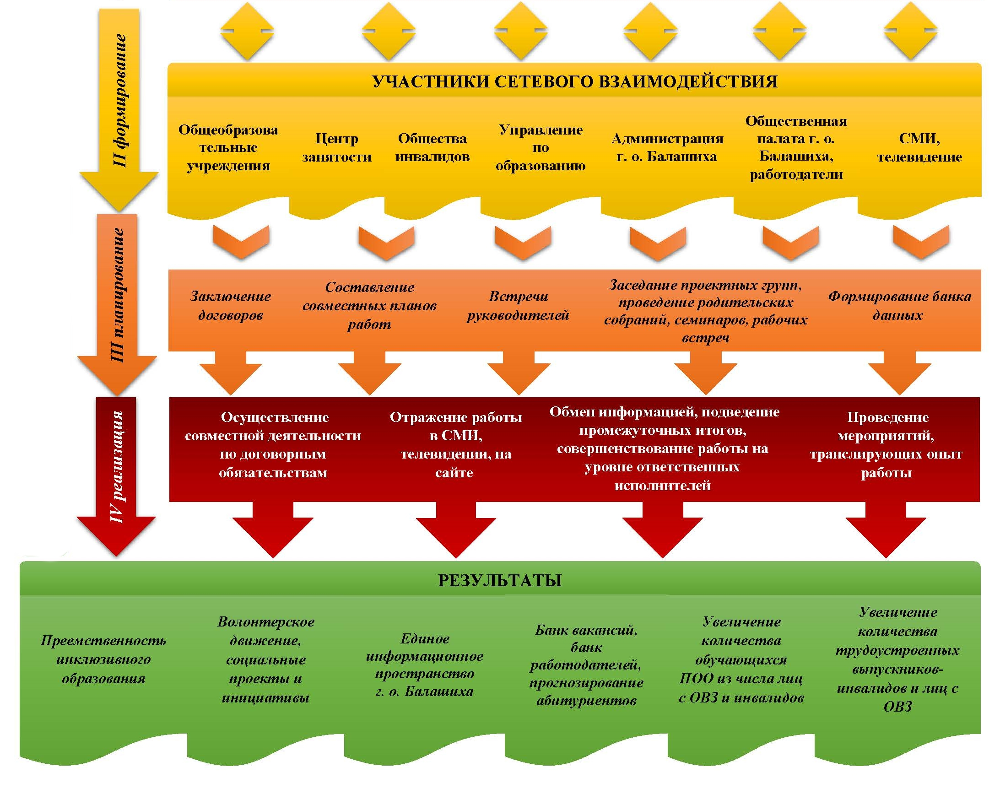 II формирование
УЧАСТНИКИ СЕТЕВОГО ВЗАИМОДЕЙСТВИЯ
Общеобразова
тельные
учреждения
Центр
занятости
Общества
инвалидов
Управление
по
образованию
Администрация
г. о. Балашиха
Общественная
палата г. о.
Балашиха,
работодатели
СМИ,
телевидение
III планирование
Заключение
договоров
Составление
совместных планов
работ
Встречи
руководителей
Заседание проектных групп,
проведение родительских
собраний, семинаров, рабочих
встреч
Формирование банка
данных
IV реализация
Осуществление
совместной деятельности
по договорным
обязательствам
Отражение работы
в СМИ,
телевидении, на
сайте
Обмен информацией, подведение
промежуточных итогов,
совершенствование работы на
уровне ответственных
исполнителей
Проведение
мероприятий,
транслирующих опыт
работы
РЕЗУЛЬТАТЫ
Преемственность
инклюзивного
образования
Волонтерское
движение,
социальные
проекты и
инициативы
Единое
информационное
пространство
г. о. Балашиха
Банк вакансий,
банк
работодателей,
прогнозирование
абитуриентов
Увеличение
количества
обучающихся
ПОО из числа лиц
с ОВЗ и инвалидов
Увеличение
количества
трудоустроенных
выпускников-
инвалидов и лиц с
ОВЗ